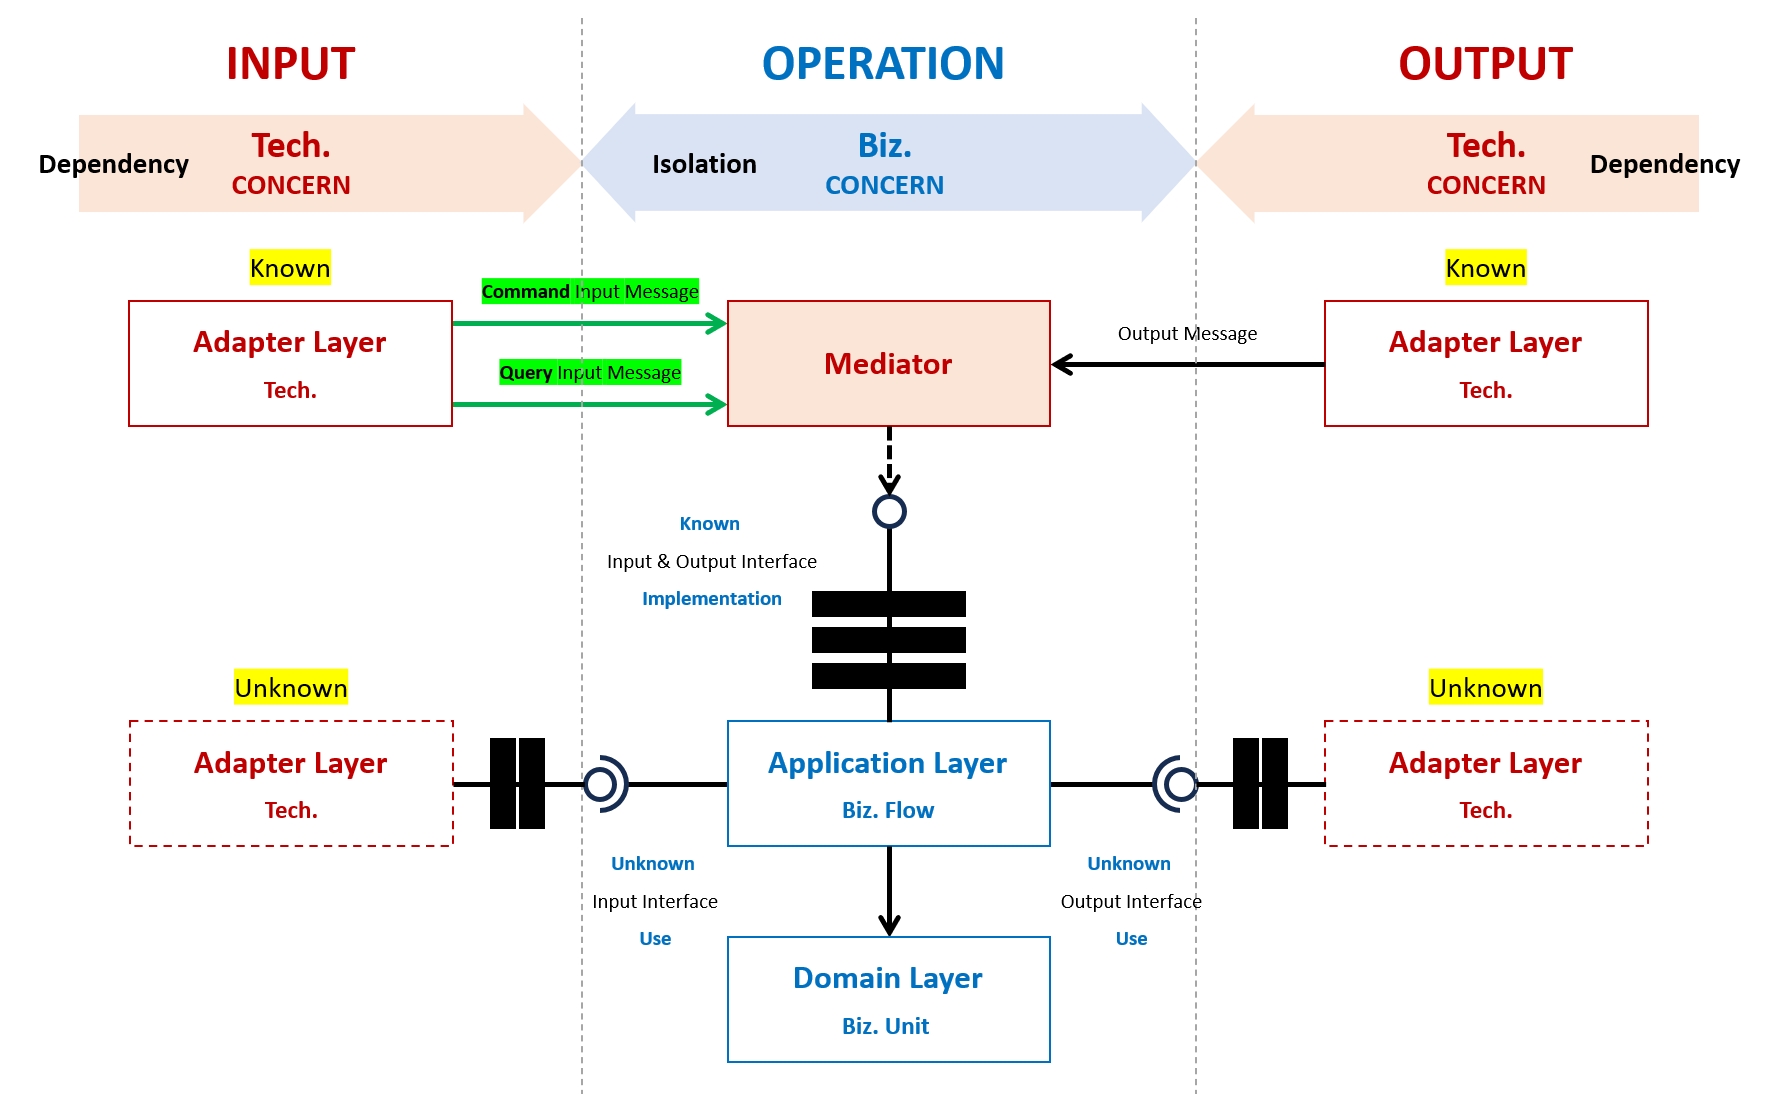 INPUT
OPERATION
OUTPUT
Dependency
Tech.
CONCERN
Isolation
Biz.
CONCERN
Tech.
CONCERN
Dependency
Known
Adapter Layer
Tech.
Command Input Message
Query Input Message
Mediator
Output Message
Known
Adapter Layer
Tech.
Known
Input & Output Interface
Implementation
Unknown
Adapter Layer
Tech.
Application Layer
Biz. Flow
Unknown
Adapter Layer
Tech.
Unknown
Input Interface
Use
Unknown
Output Interface
Use
Domain Layer
Biz. Unit